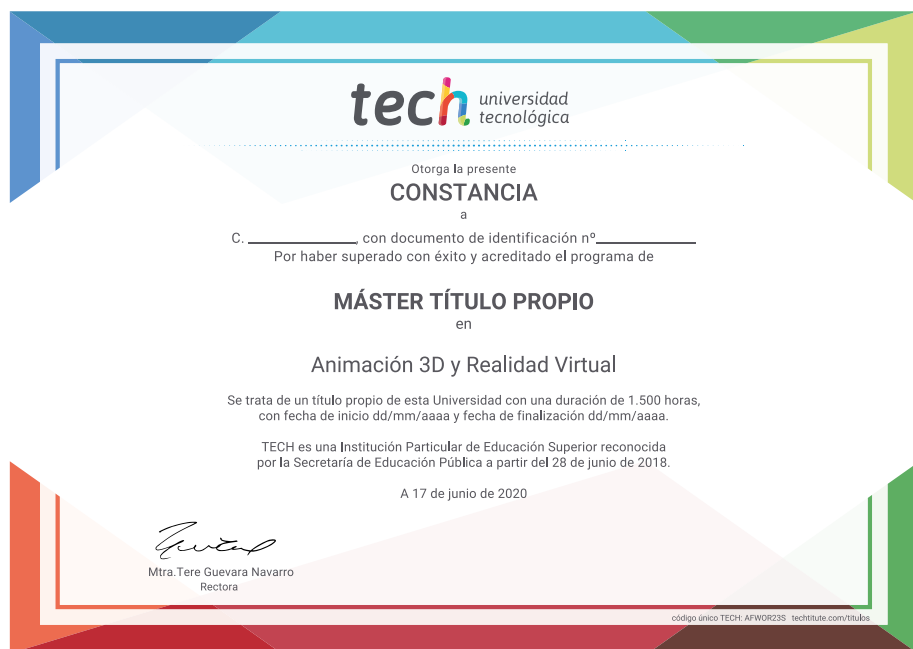 tech universidad
tecnológica
Otorga la presente
CONSTANCIA
a
C. ____________, con documento de identificación nº___________
Por haber superado con éxito y acreditado el programa de
MÁSTER TÍTULO PROPIO
en
Animación 3D y Realidad Virtual
Se trata de un título propio de esta Universidad con una duración de 1.500 horas,
con fecha de inicio dd/mm/aaaa y fecha de finalización dd/mm/aaaa.
TECH es una Institución Particular de Educación Superior reconocida
por la Secretaría de Educación Pública a partir del 28 de junio de 2018.
A 17 de junio de 2020
Mtra.Tere Guevara Navarro
Rectora
código único TECH: AFWOR23S techtitute.com/titulos